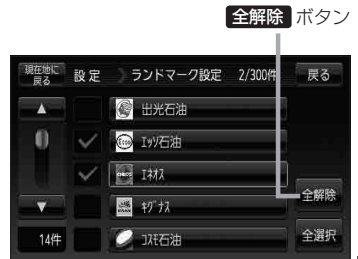 全解除 ボタン
現在地に
戻る
設定
ランドマーク設定 2/300件
戻る
出光石油
Esso
エッソ石油
ENEOS
エネオス
キグナス
コスモ石油
14件
全解除
全選択